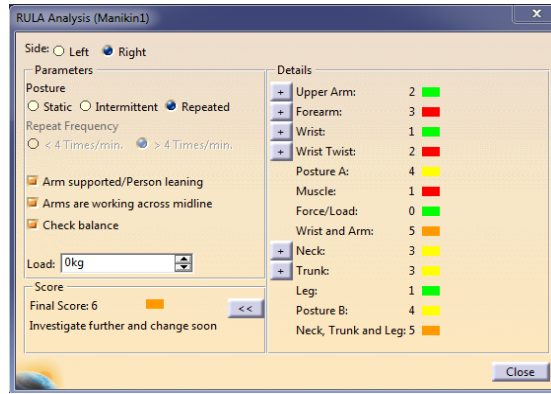 RULA Analysis (Manikin1)
Side: Left Right
Parameters
Posture
Static Intermittent Repeated
Repeat Frequency
< 4 Times/min. > 4 Times/min.
Arm supported/Person leaning
Arms are working across midline
Check balance
Load: 0kg
Score
Final Score: 6
<<
Investigate further and change soon
Details
+ Upper Arm: 2
+ Forearm: 3
+ Wrist: 1
+ Wrist Twist: 2
Posture A: 4
Muscle: 1
Force/Load: 0
Wrist and Arm: 5
+ Neck: 3
+ Trunk: 3
Leg: 1
Posture B: 4
Neck, Trunk and Leg: 5
Close